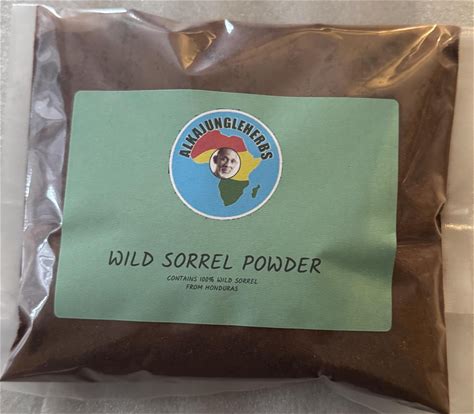 ALKAJUNGLEHERBS
WILD SORREL POWDER
CONTAINS 100% WILD SORREL
FROM HONDURAS